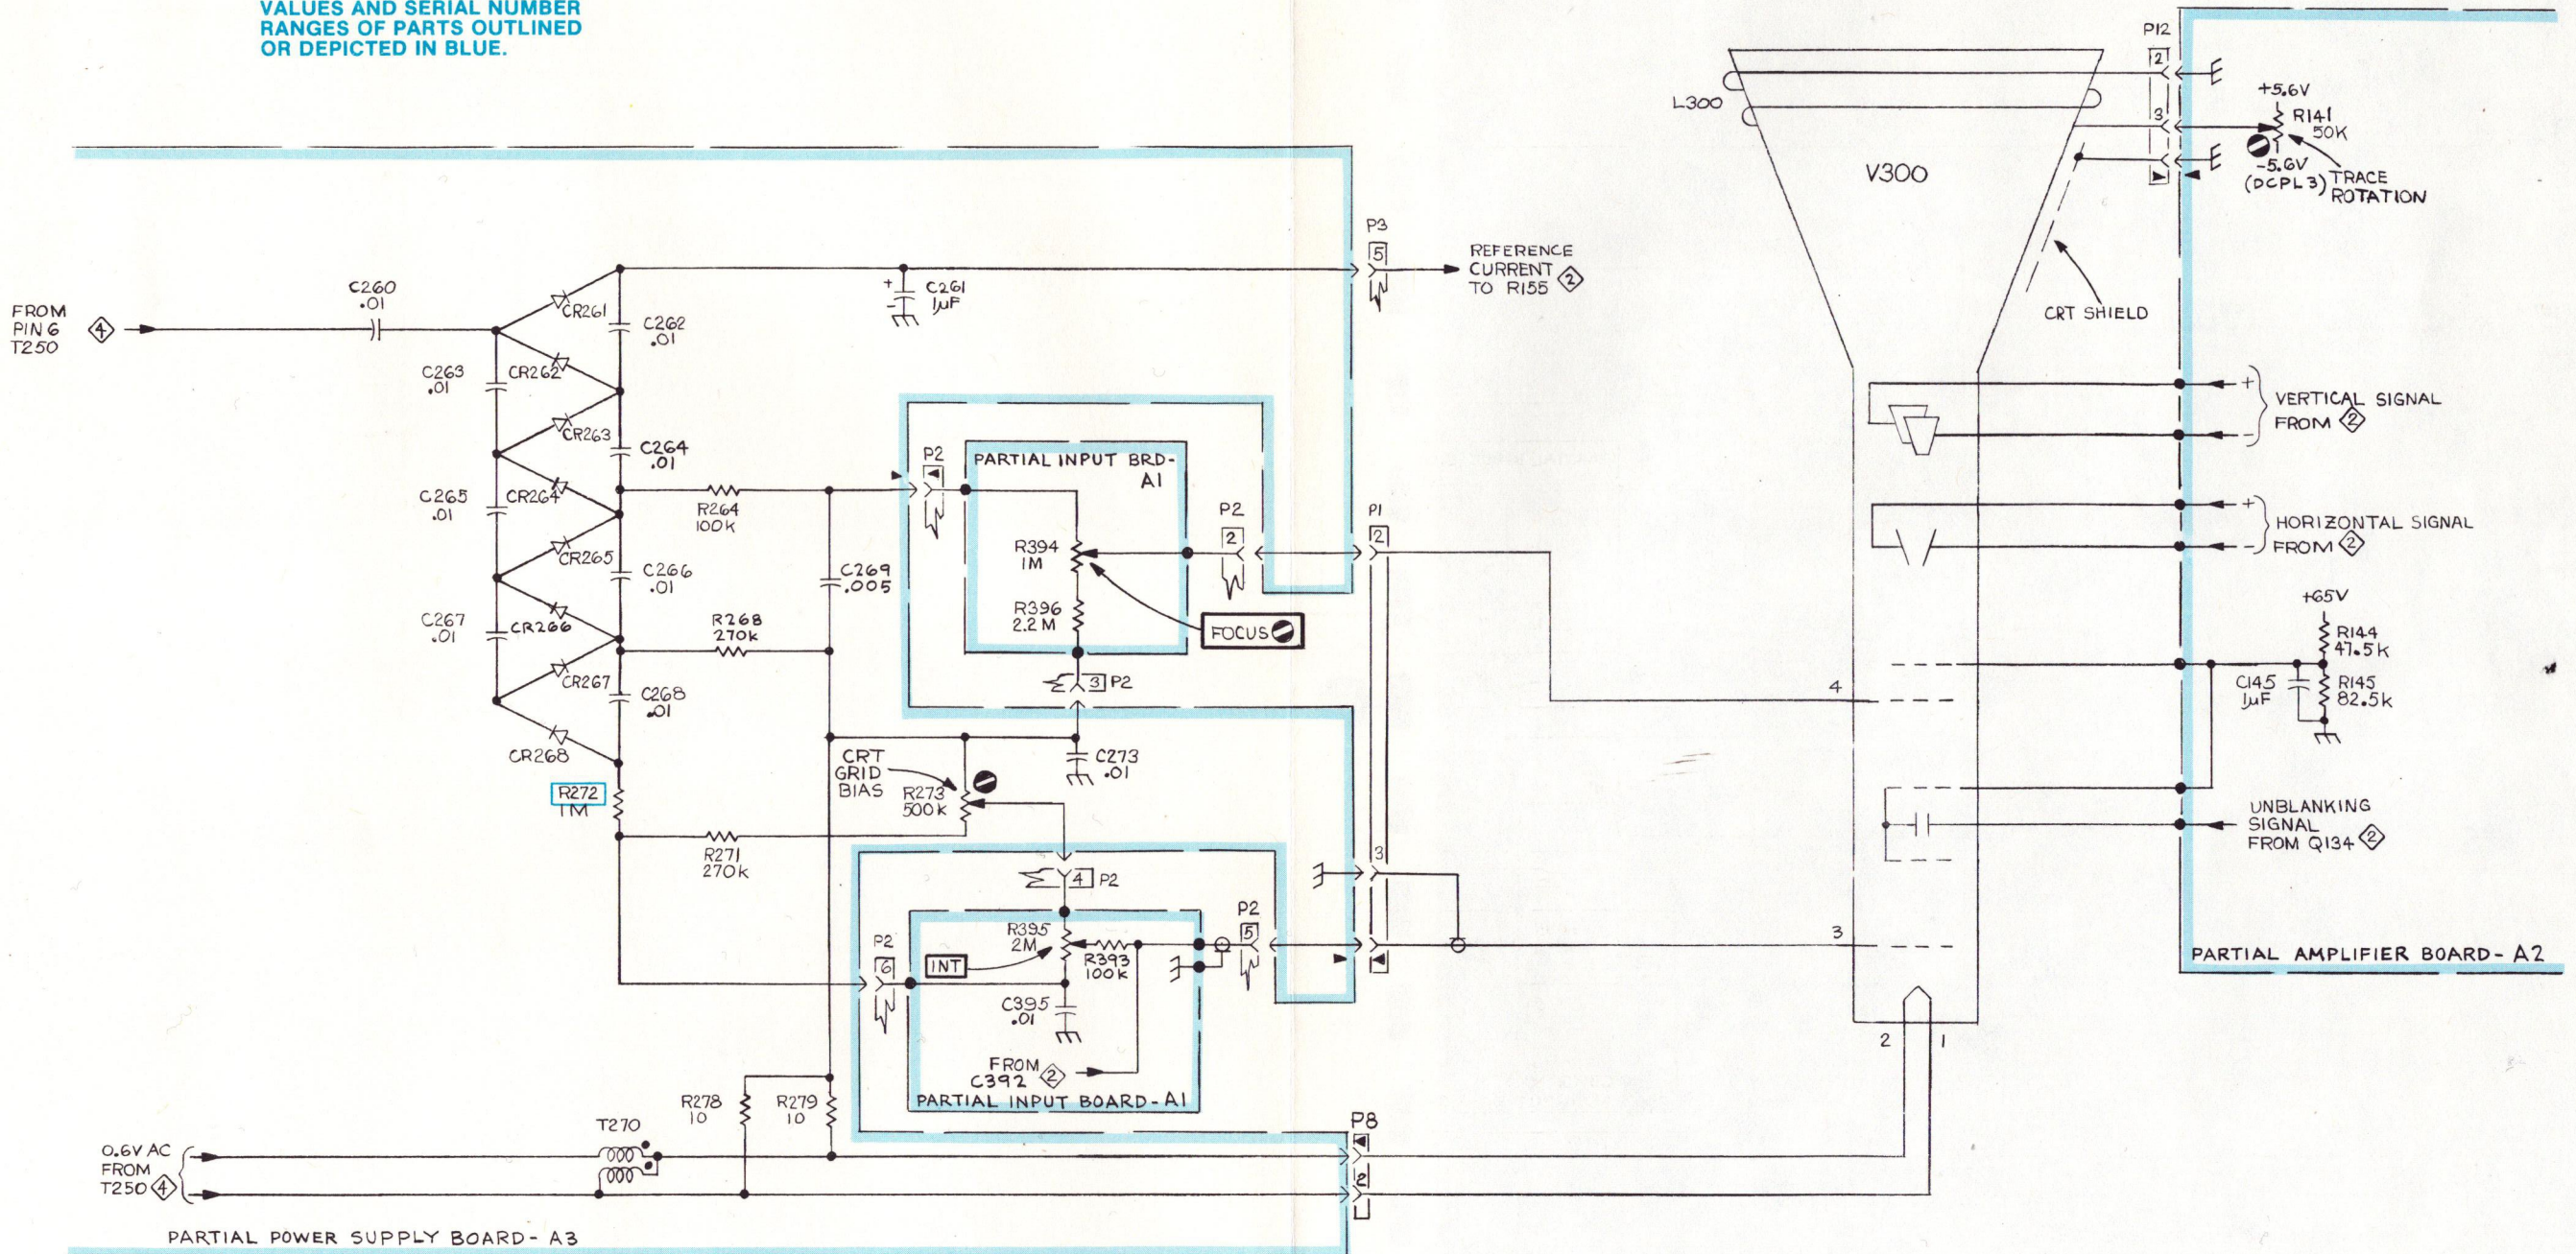 VALUES AND SERIAL NUMBER
RANGES OF PARTS OUTLINED
OR DEPICTED IN BLUE.
P12
2
3
L300
V300
+5.6V
R141
50K
-5.6V
(DCPL3)
TRACE
ROTATION
CRT SHIELD
P3
5
REFERENCE
CURRENT
TO R155 2
FROM
PIN 6
T250
4
C260
.01
CR261
C262
.01
C261
1µF
+
-
C263
.01
CR262
CR263
C264
.01
C265
.01
CR264
R264
100K
CR265
C266
.01
C269
.005
C267
.01
CR266
R268
270K
CR267
C268
.01
CR268
P2
PARTIAL INPUT BRD-
A1
P2
2
R394
1M
R396
2.2M
FOCUS
3 P2
P1
2
3
+
-
VERTICAL SIGNAL
FROM 2
+
-
HORIZONTAL SIGNAL
FROM 2
+65V
R144
47.5K
C145
1µF
R145
82.5K
4
UNBLANKING
SIGNAL
FROM Q134 2
3
PARTIAL AMPLIFIER BOARD - A2
CRT
GRID
BIAS
R273
500K
C273
.01
R272
1M
R271
270K
4 P2
P2
6
R395
2M
INT
R393
100K
P2
5
C395
.01
FROM
C392 2
PARTIAL INPUT BOARD - A1
2
1
R278
10
R279
10
T270
P8
2
0.6V AC
FROM
T250 4
PARTIAL POWER SUPPLY BOARD - A3